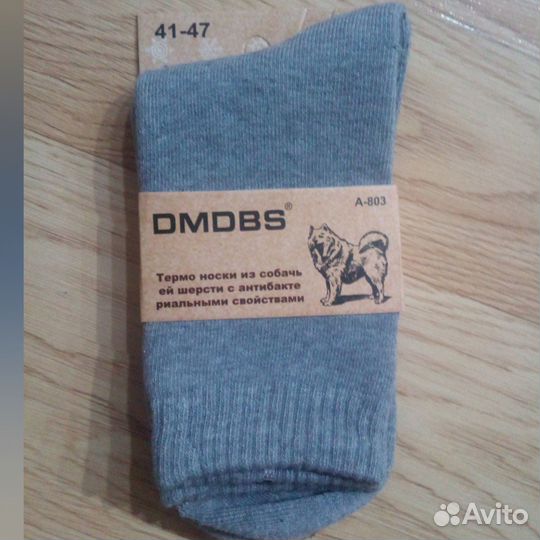 41-47
DMDBS®
A-803
Термо носки из собачь
ей шерсти с антибакте
риальными свойствами
Avito